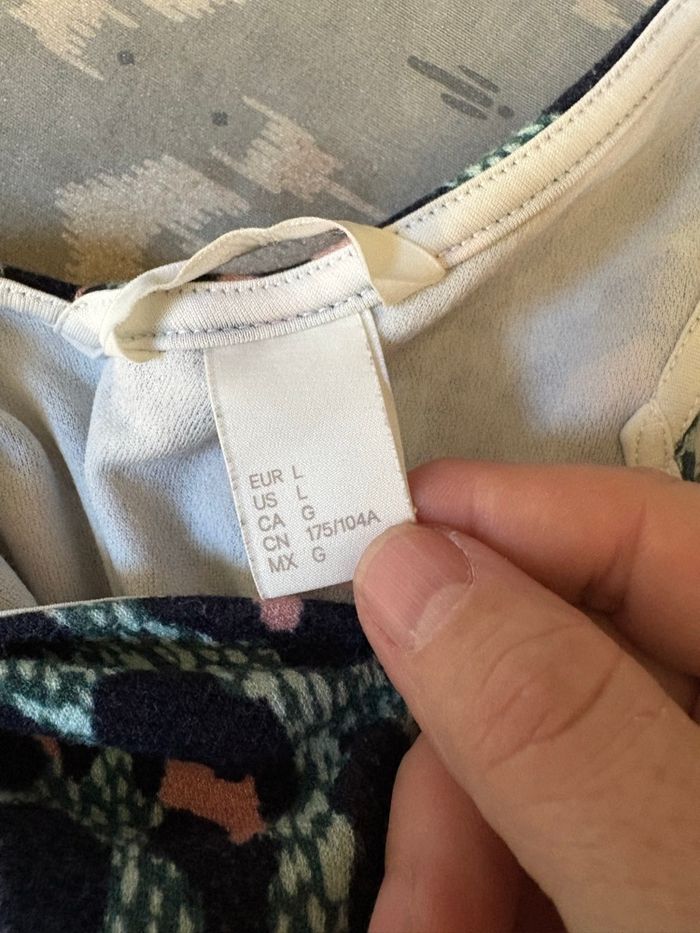 EUR L
US L
CA G
CN 175/104A
MX G